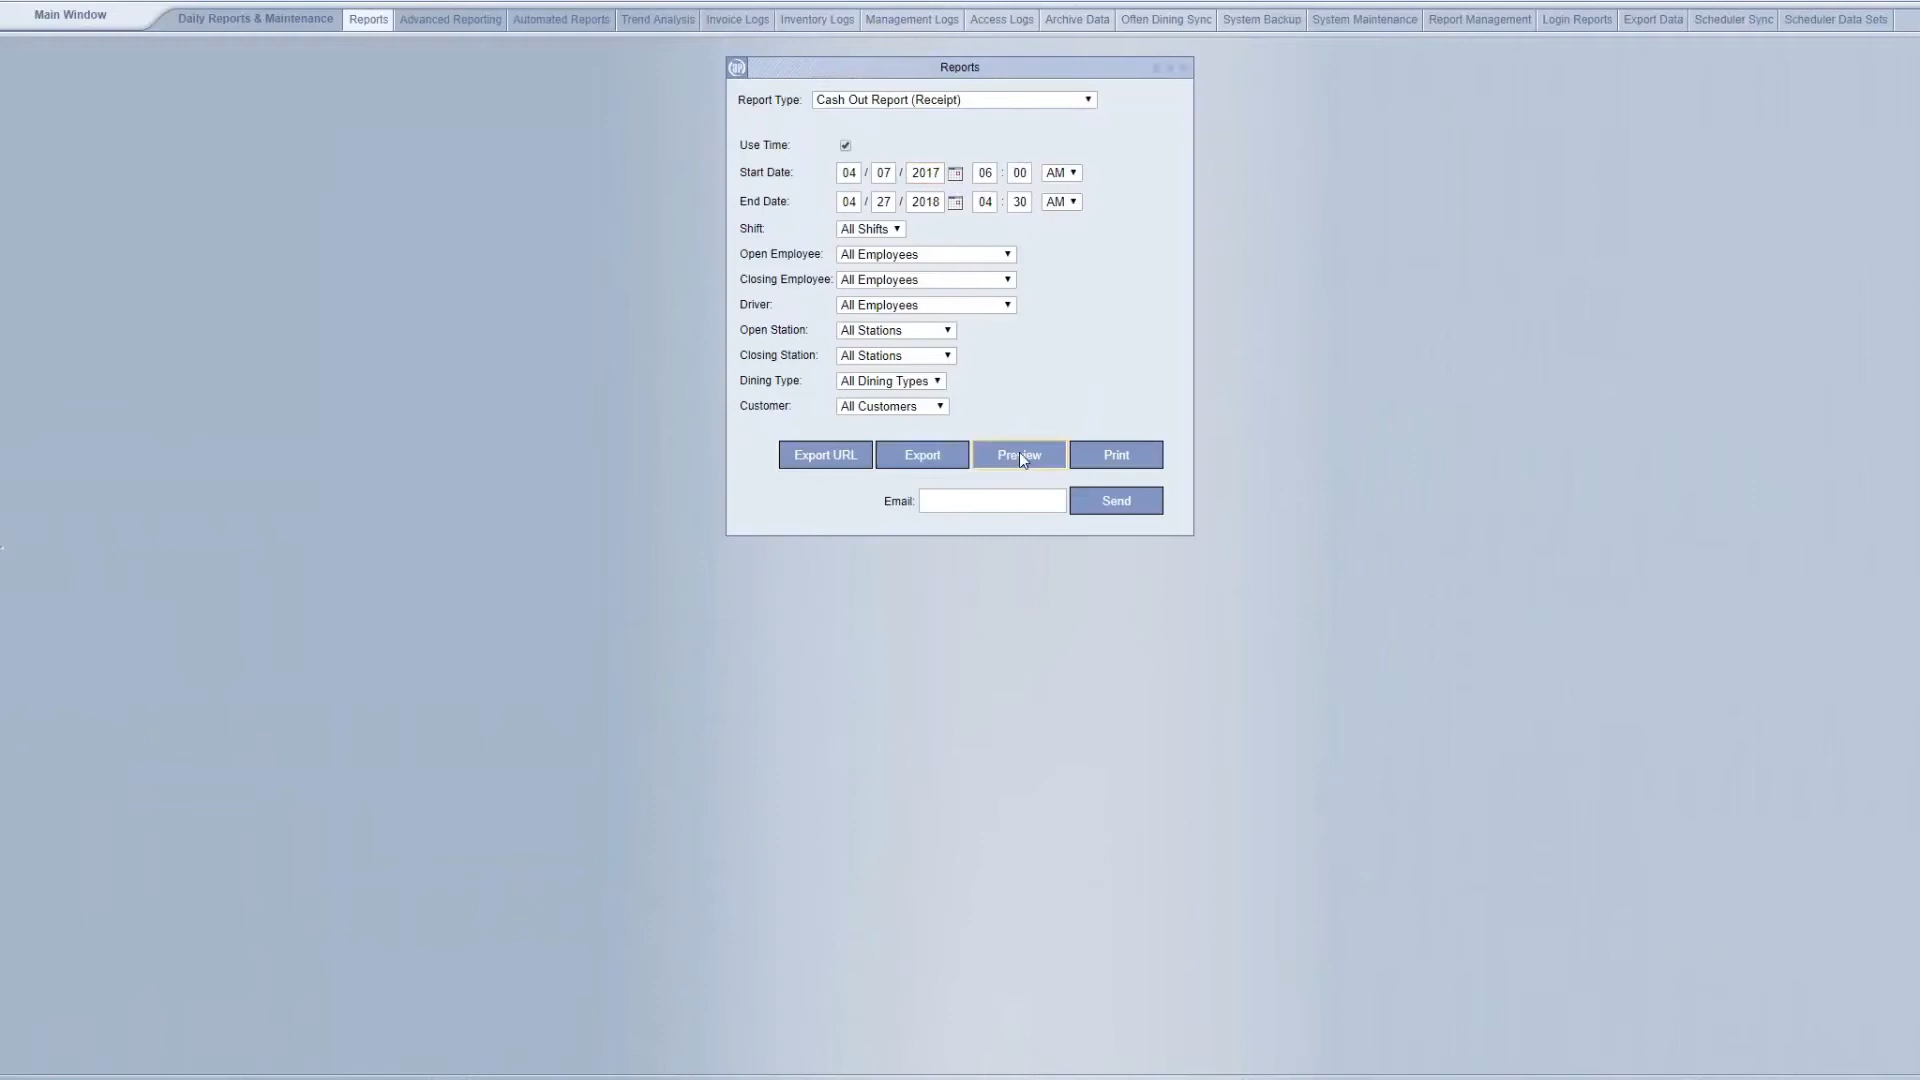 Main Window Daily Reports & Maintenance Reports Advanced Reporting Automated Reports Trend Analysis Invoice Logs Inventory Logs Management Logs Access Logs Archive Data Often Dining Sync System Backup System Maintenance Report Management Login Reports Export Data Scheduler Sync Scheduler Data Sets
Reports
Report Type: Cash Out Report (Receipt)
Use Time:
Start Date: 04 / 07 / 2017 06 : 00 AM
End Date: 04 / 27 / 2018 04 : 30 AM
Shift: All Shifts
Open Employee: All Employees
Closing Employee: All Employees
Driver: All Employees
Open Station: All Stations
Closing Station: All Stations
Dining Type: All Dining Types
Customer: All Customers
Export URL Export Preview Print
Email: Send